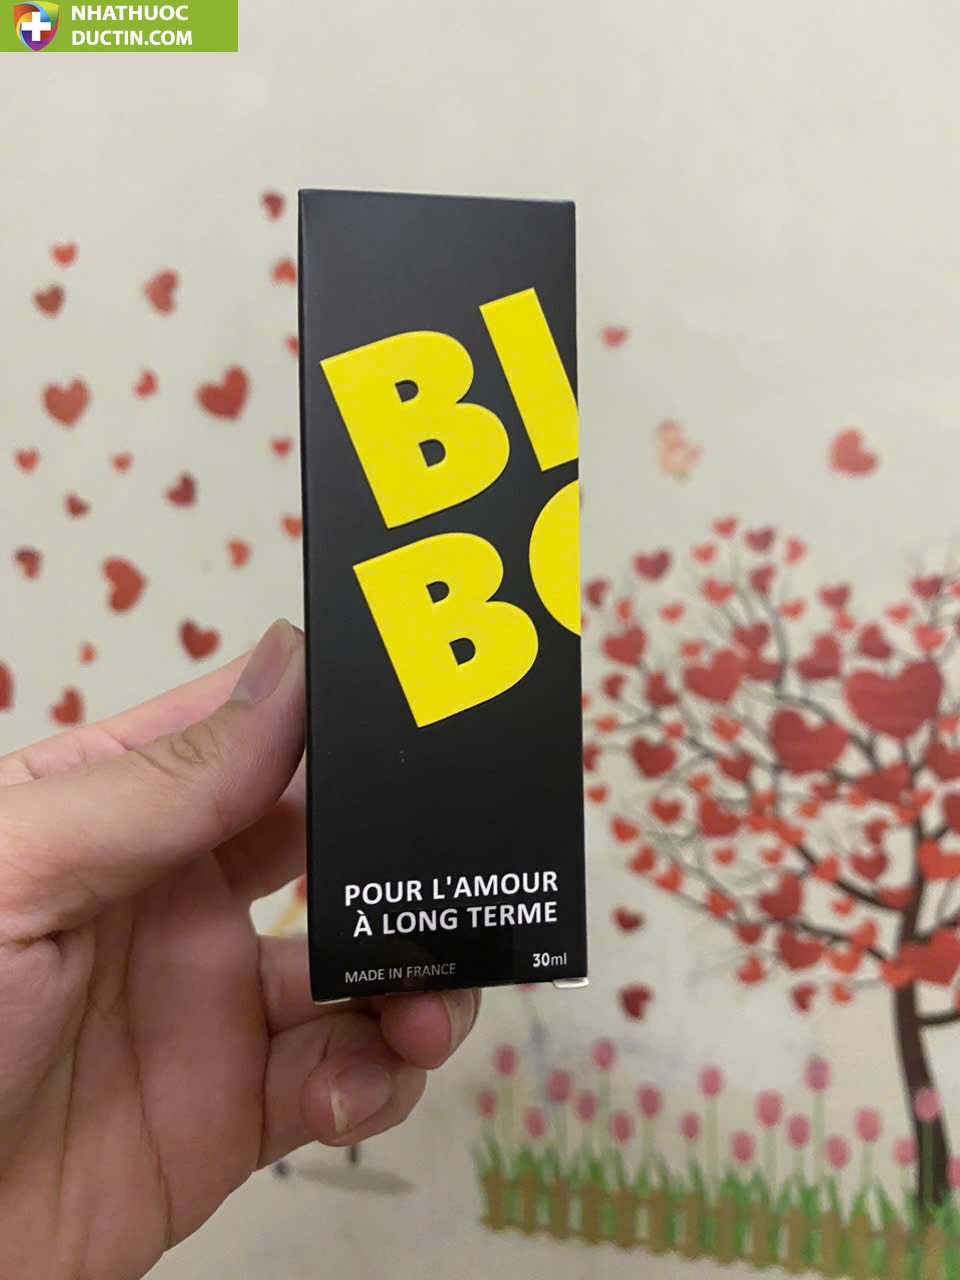 NHATHUOC
DUCTIN.COM
BI
BO
POUR L'AMOUR
À LONG TERME
MADE IN FRANCE
30ml